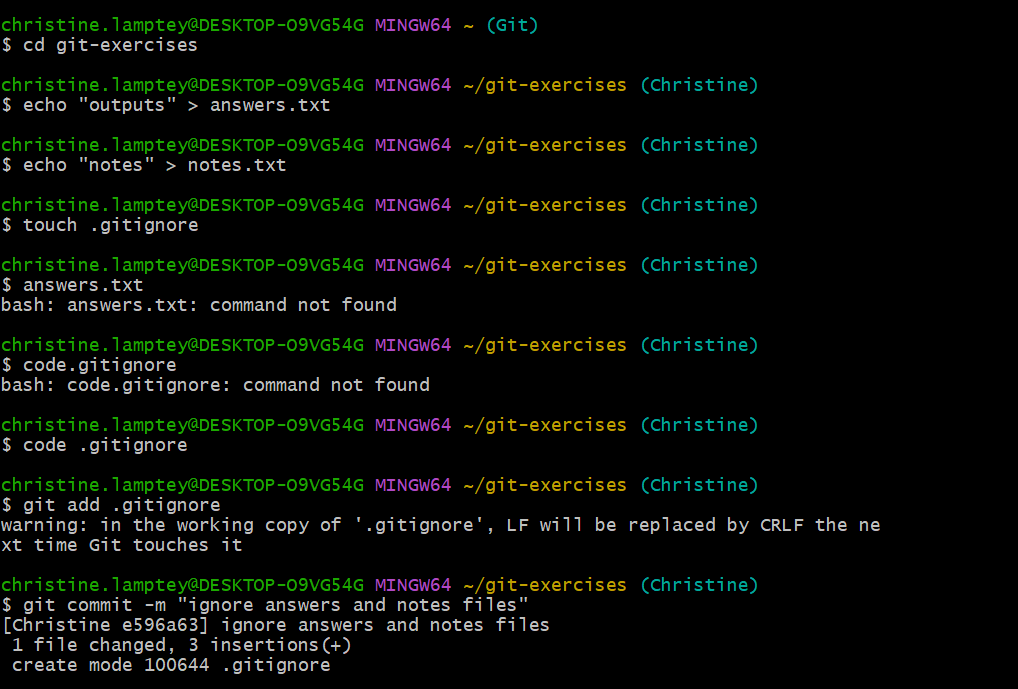 christine.lamptey@DESKTOP-O9VG54G MINGW64 ~ (Git)
$ cd git-exercises
christine.lamptey@DESKTOP-O9VG54G MINGW64 ~/git-exercises (Christine)
$ echo "outputs" > answers.txt
christine.lamptey@DESKTOP-O9VG54G MINGW64 ~/git-exercises (Christine)
$ echo "notes" > notes.txt
christine.lamptey@DESKTOP-O9VG54G MINGW64 ~/git-exercises (Christine)
$ touch .gitignore
christine.lamptey@DESKTOP-O9VG54G MINGW64 ~/git-exercises (Christine)
$ answers.txt
bash: answers.txt: command not found
christine.lamptey@DESKTOP-O9VG54G MINGW64 ~/git-exercises (Christine)
$ code.gitignore
bash: code.gitignore: command not found
christine.lamptey@DESKTOP-O9VG54G MINGW64 ~/git-exercises (Christine)
$ code .gitignore
christine.lamptey@DESKTOP-O9VG54G MINGW64 ~/git-exercises (Christine)
$ git add .gitignore
warning: in the working copy of '.gitignore', LF will be replaced by CRLF the ne
xt time Git touches it
christine.lamptey@DESKTOP-O9VG54G MINGW64 ~/git-exercises (Christine)
$ git commit -m "ignore answers and notes files"
[Christine e596a63] ignore answers and notes files
 1 file changed, 3 insertions(+)
 create mode 100644 .gitignore